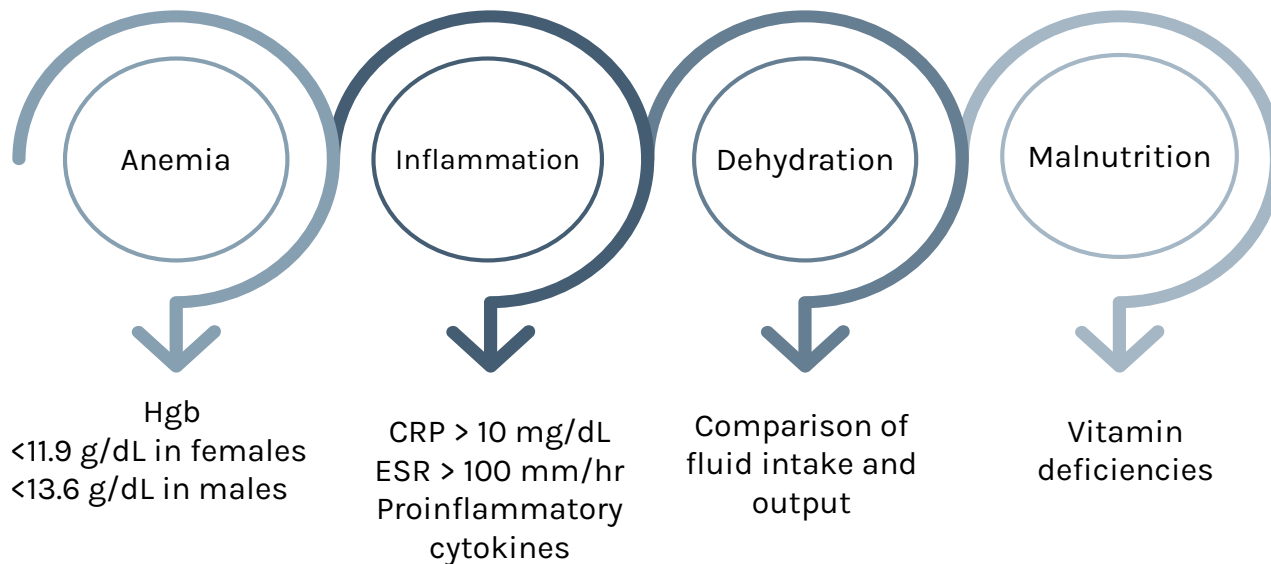 Anemia
Inflammation
Dehydration
Malnutrition
Hgb
<11.9 g/dL in females
<13.6 g/dL in males
CRP > 10 mg/dL
ESR > 100 mm/hr
Proinflammatory
cytokines
Comparison of
fluid intake and
output
Vitamin
deficiencies